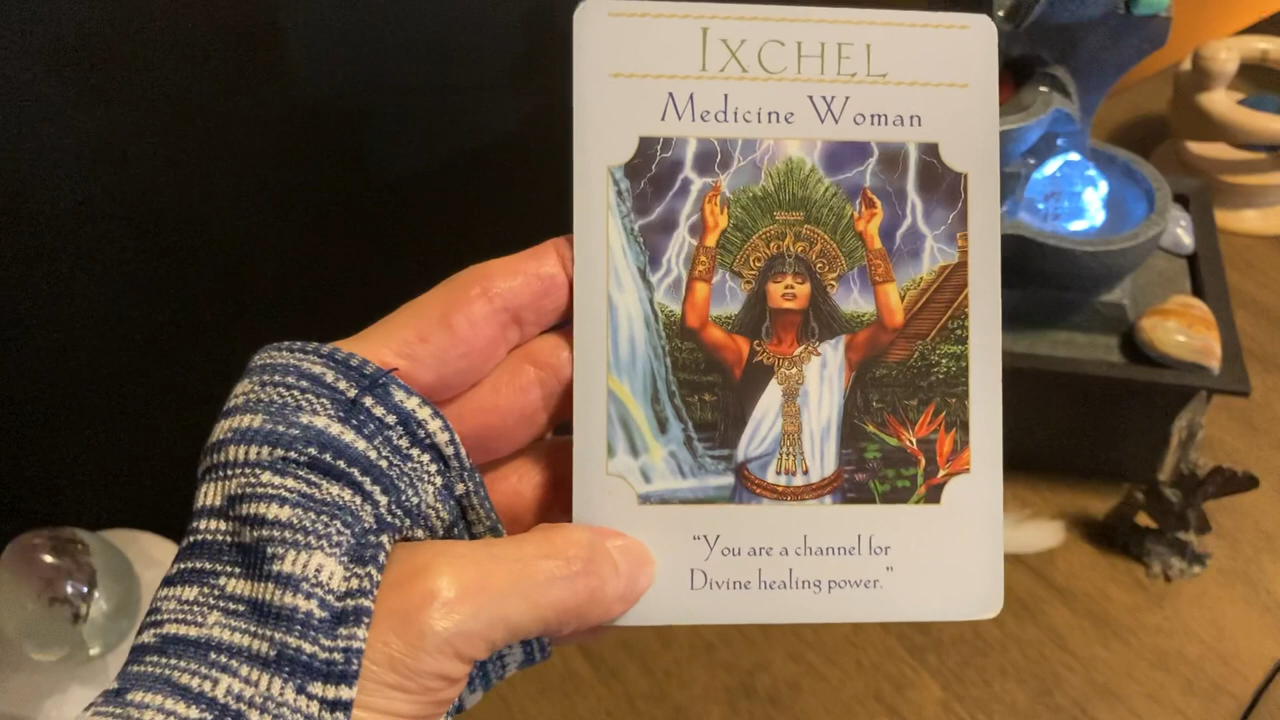 IXCHEL
Medicine Woman
“You are a channel for
Divine healing power.”